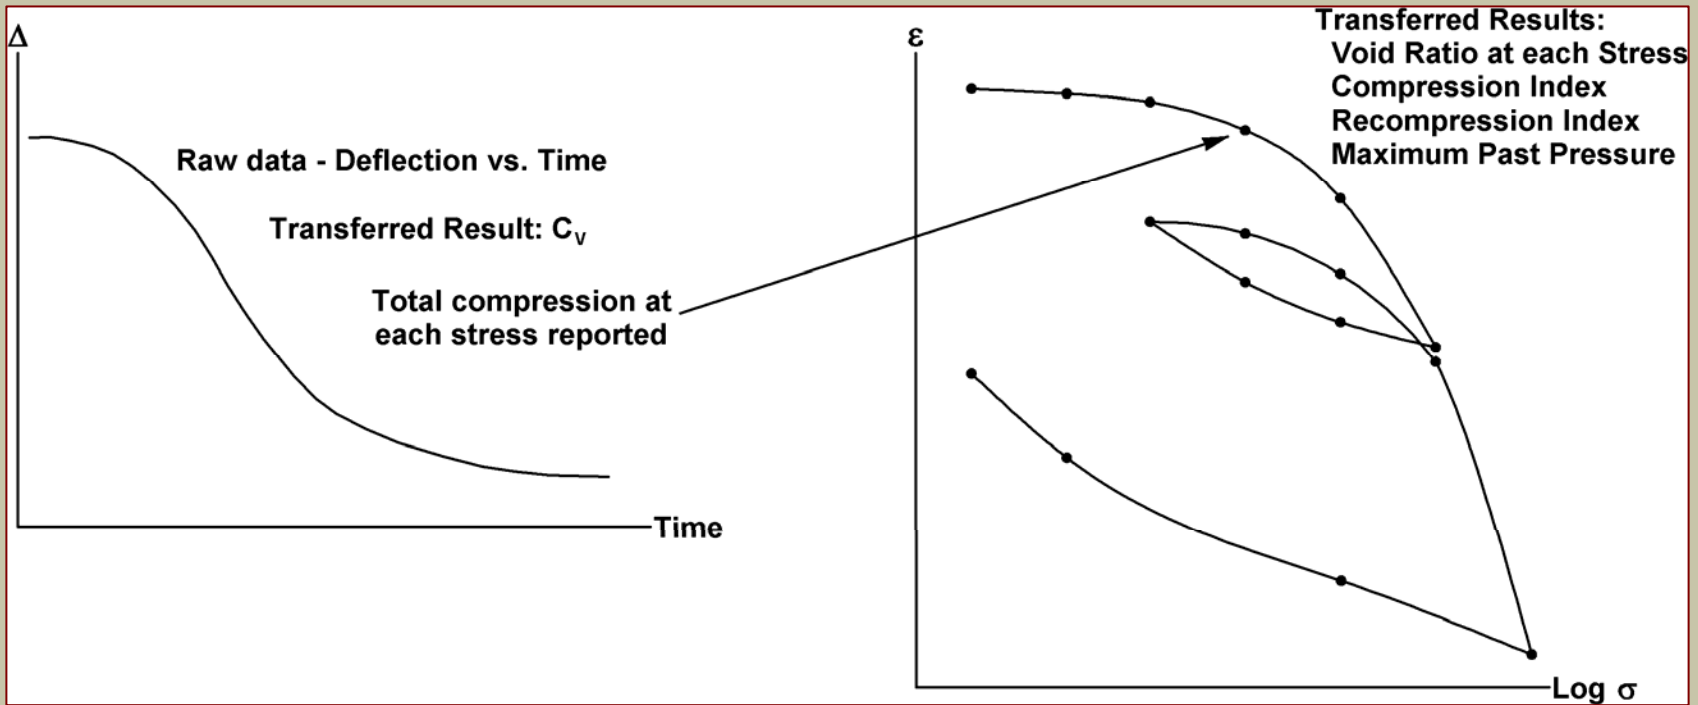 Δ
Raw data - Deflection vs. Time
Transferred Result: Cv
Total compression at
each stress reported
Time
ε
Transferred Results:
Void Ratio at each Stress
Compression Index
Recompression Index
Maximum Past Pressure
Log σ